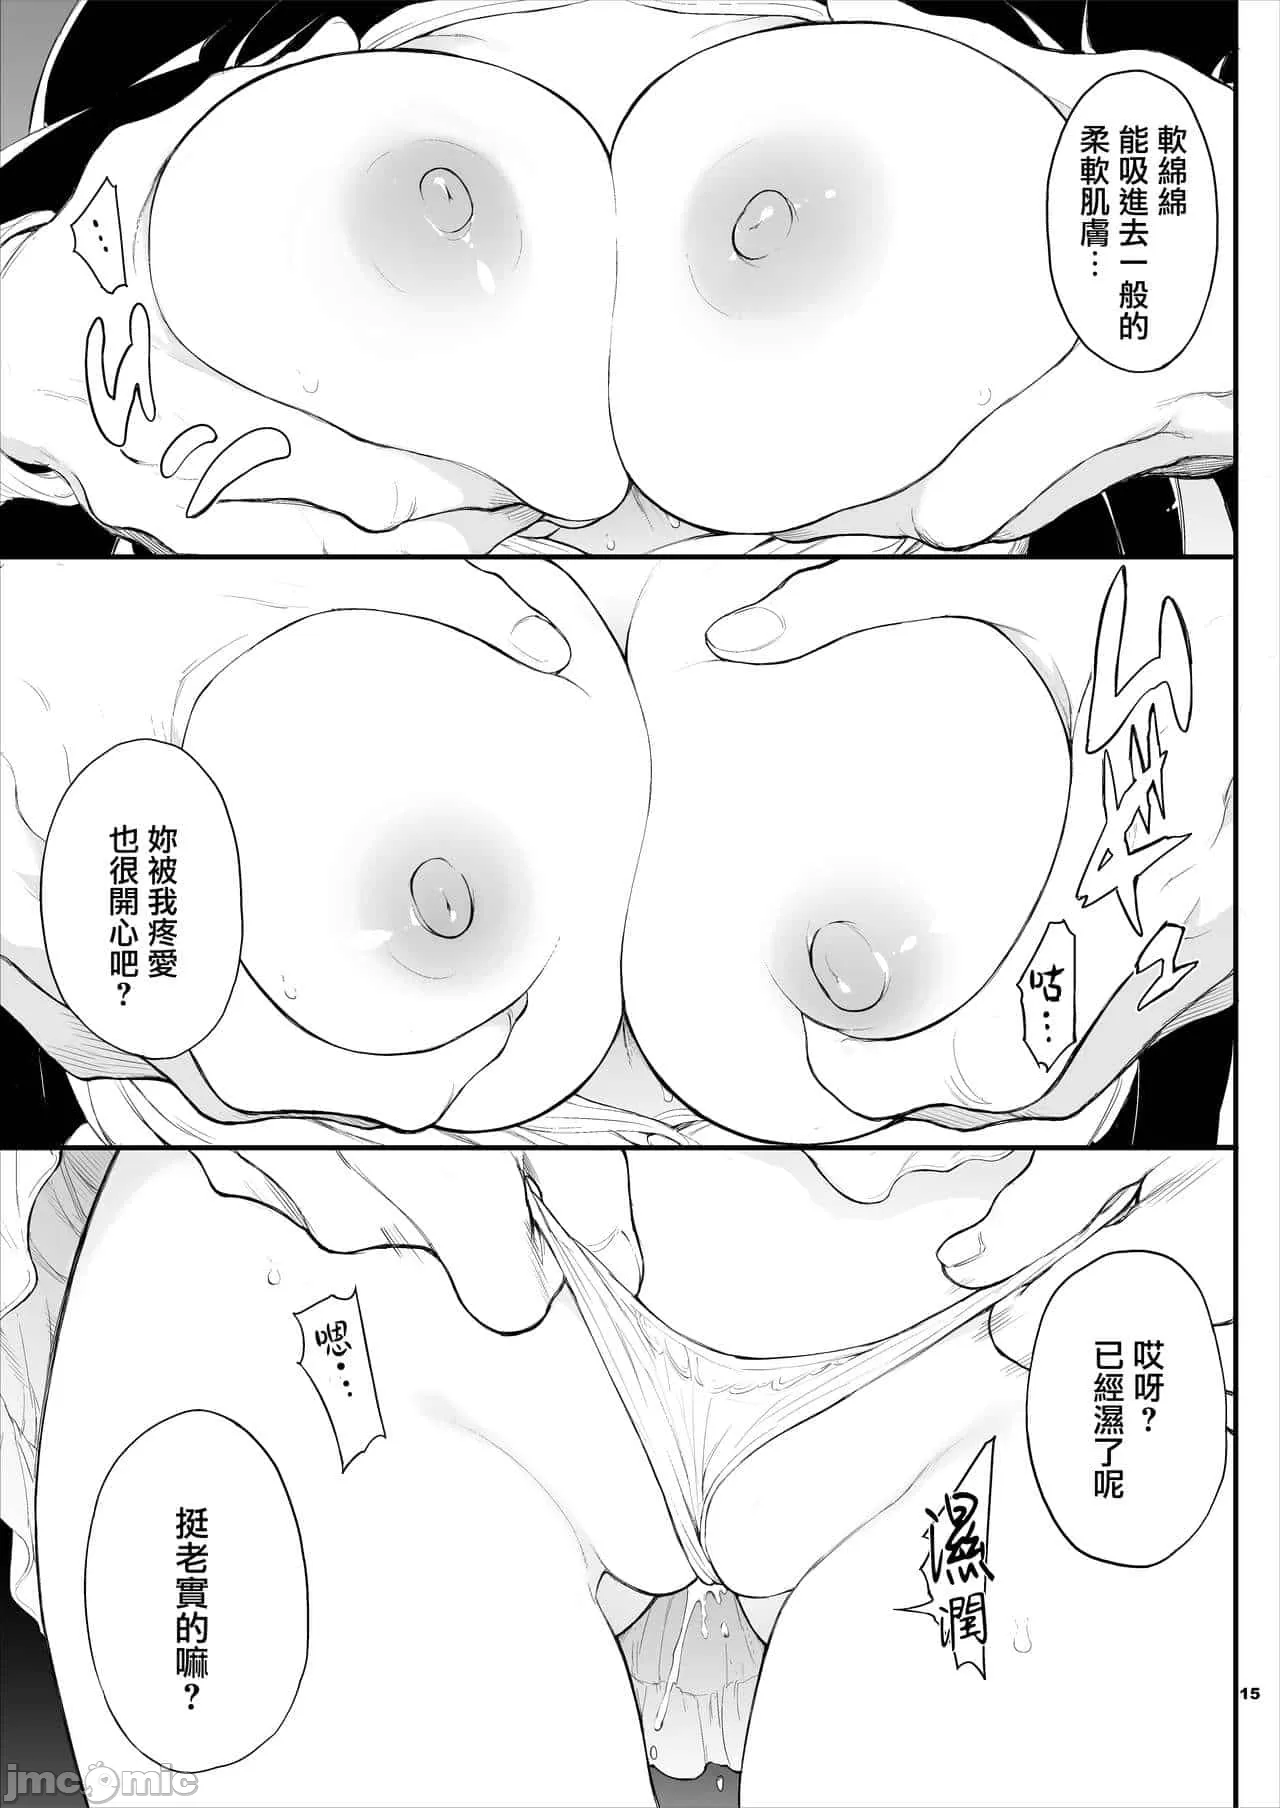 軟綿綿
能吸進去一般的
柔軟肌膚…
…
咕…
妳被我疼愛
也很開心吧？
哎呀？
已經濕了呢
嗯…
濕潤
挺老實的嘛？
15
jmcomic